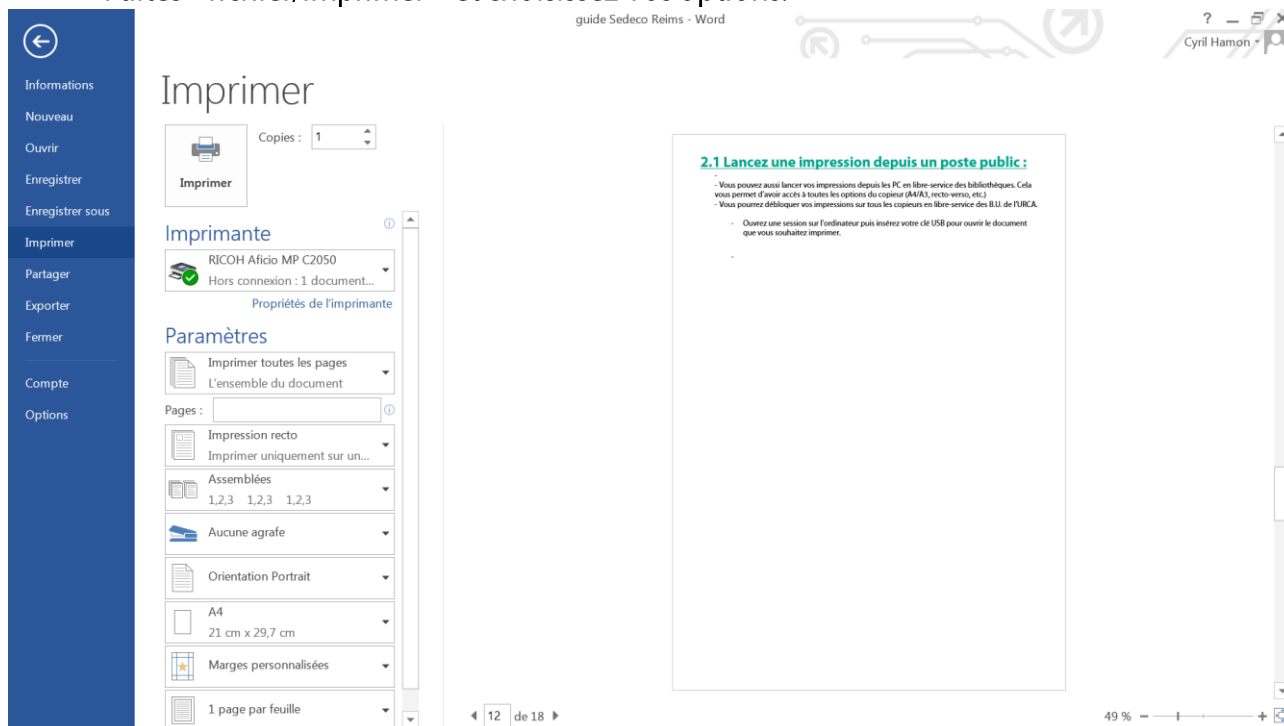 guide Sedeco Reims - Word
?
Cyril Hamon
Informations
Nouveau
Ouvrir
Enregistrer
Enregistrer sous
Imprimer
Partager
Exporter
Fermer
Compte
Options
Imprimer
Imprimer
Copies : 1
Imprimante
RICOH Aficio MP C2050
Hors connexion : 1 document...
Propriétés de l'imprimante
Paramètres
Imprimer toutes les pages
L'ensemble du document
Pages :
Impression recto
Imprimer uniquement sur un...
Assemblées
1,2,3 1,2,3 1,2,3
Aucune agrafe
Orientation Portrait
A4
21 cm x 29,7 cm
Marges personnalisées
1 page par feuille
2.1 Lancez une impression depuis un poste public :
-
- Vous pouvez aussi lancer vos impressions depuis les PC en libre-service des bibliothèques. Cela
vous permet d'avoir accès à toutes les options du copieur (A4/A3, recto-verso, etc.)
- Vous pourrez débloquer vos impressions sur tous les copieurs en libre-service des B.U. de l'URCA.
- Ouvrez une session sur l'ordinateur puis insérez votre clé USB pour ouvrir le document
que vous souhaitez imprimer.
-
12 de 18
49 %